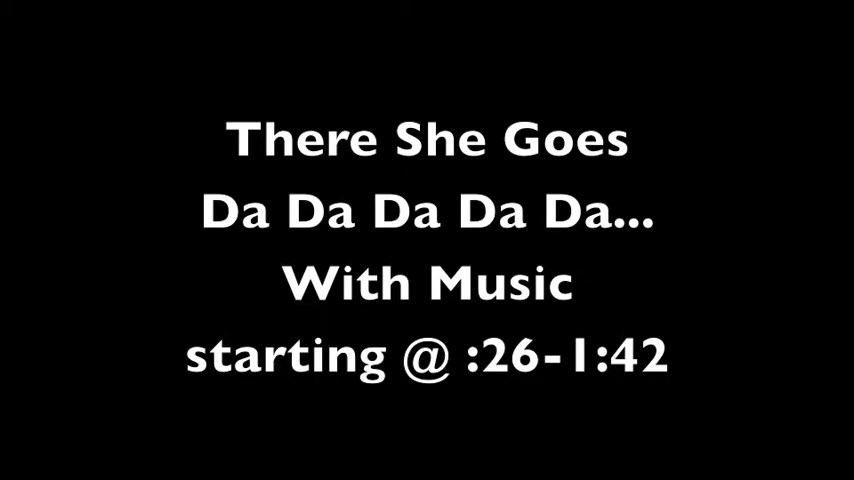 There She Goes
Da Da Da Da Da...
With Music
starting @ :26-1:42